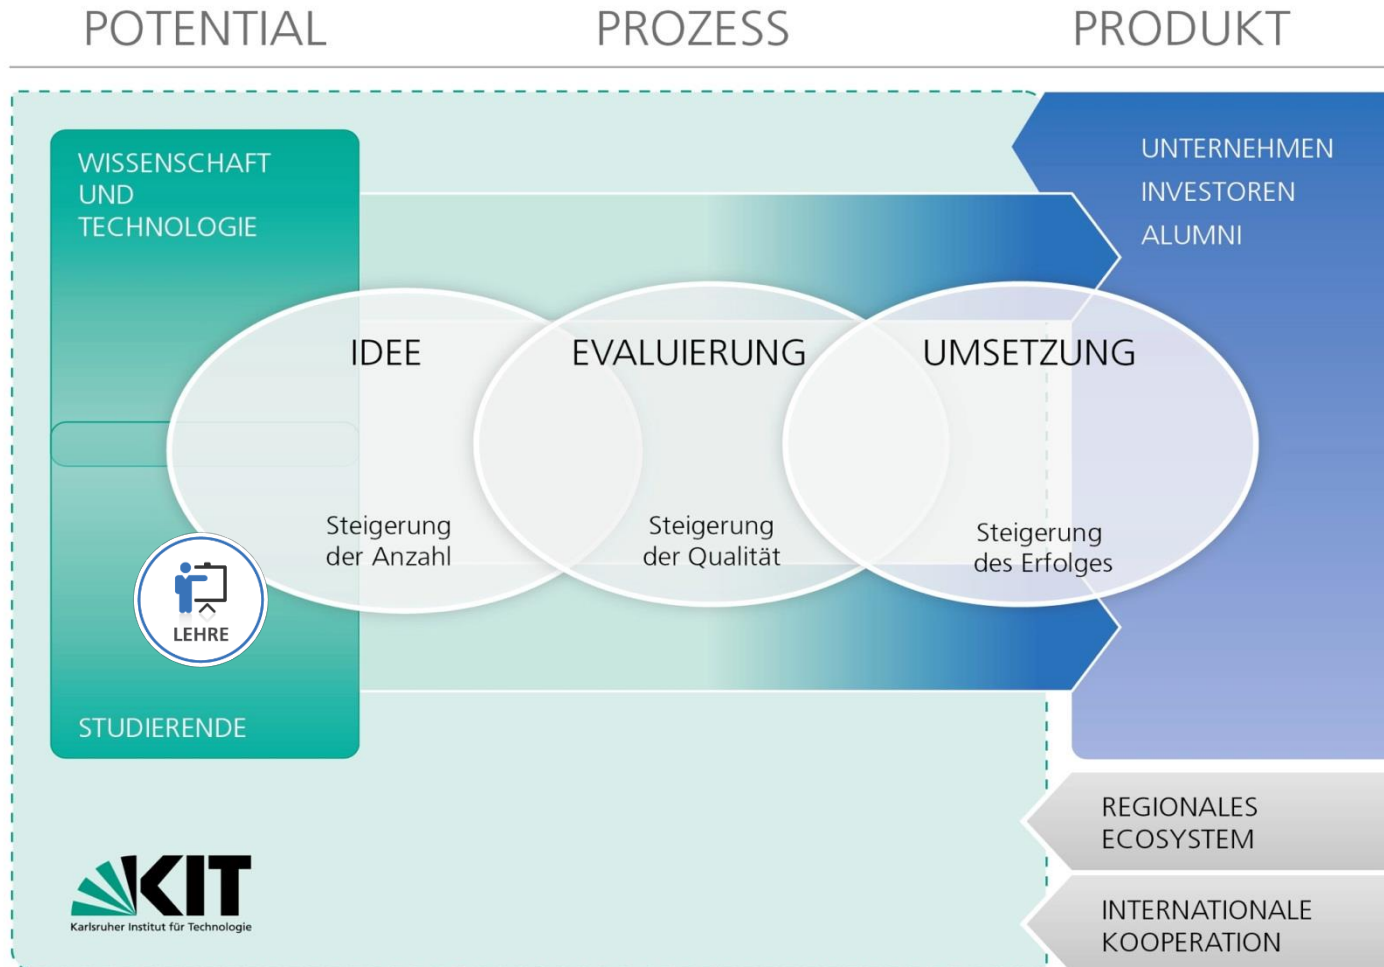 POTENTIAL
PROZESS
PRODUKT
WISSENSCHAFT
UND
TECHNOLOGIE
UNTERNEHMEN
INVESTOREN
ALUMNI
IDEE
EVALUIERUNG
UMSETZUNG
Steigerung
der Anzahl
Steigerung
der Qualität
Steigerung
des Erfolges
LEHRE
STUDIERENDE
REGIONALES
ECOSYSTEM
INTERNATIONALE
KOOPERATION
KIT
Karlsruher Institut für Technologie